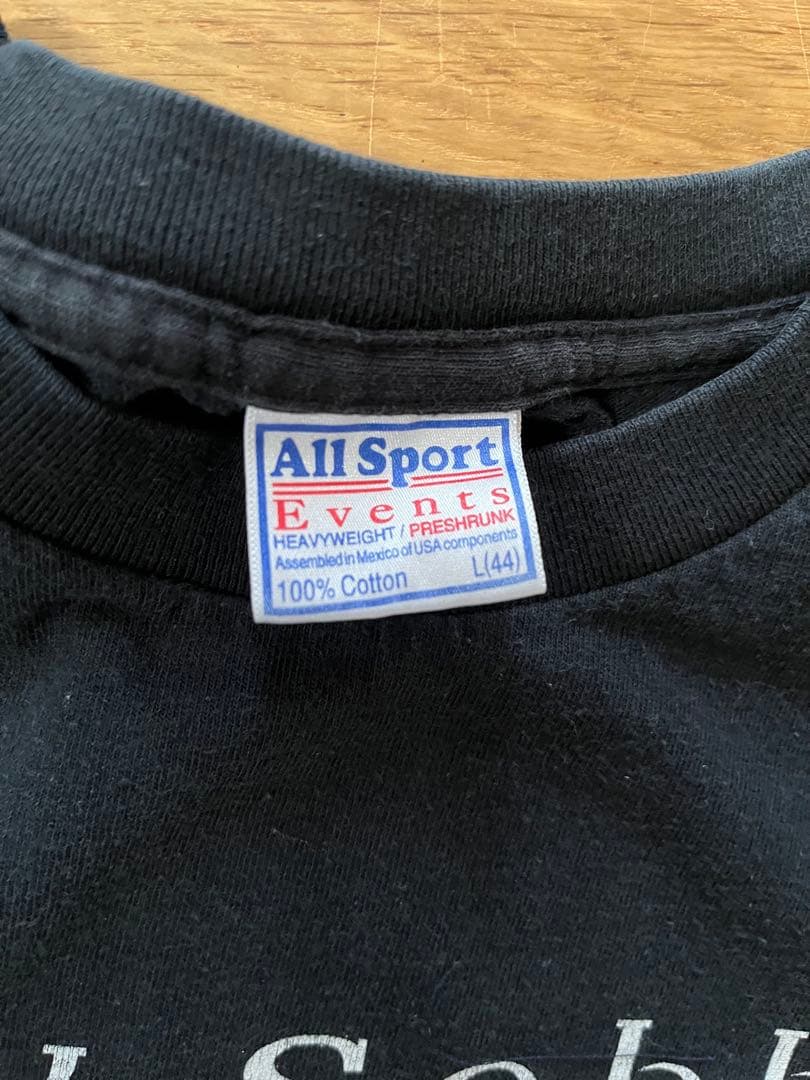 All Sport
Events
HEAVYWEIGHT / PRESHRUNK
Assembled in Mexico of USA components
100% Cotton L(44)